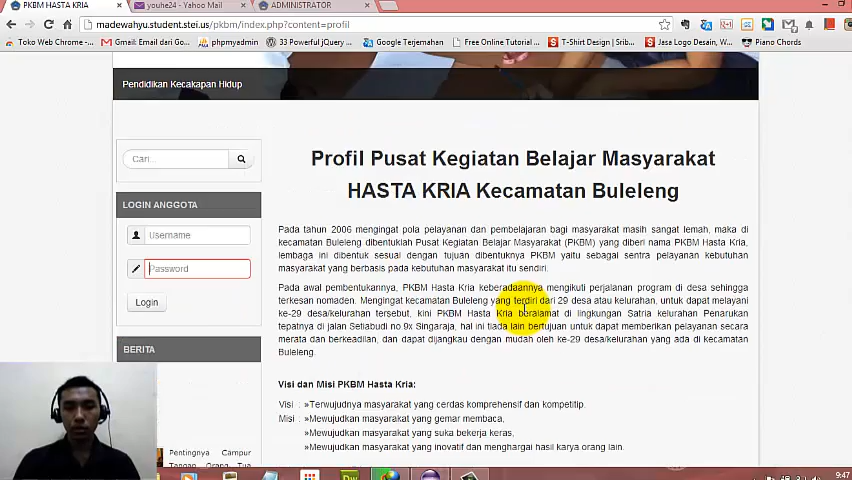 PKBM HASTA KRIA
youhe24 - Yahoo Mail
ADMINISTRATOR
madewahyu.student.stei.us/pkbm/index.php?content=profil
Toko Web Chrome -...
Gmail: Email dari Go...
phpmyadmin
33 Powerful jQuery ...
Google Terjemahan
Free Online Tutorial ...
T-Shirt Design | Srib...
Jasa Logo Desain, W...
Piano Chords
Pendidikan Kecakapan Hidup
Cari...
LOGIN ANGGOTA
Username
Password
Login
BERITA
Pentingnya Campur
Tangan Orang Tua
Profil Pusat Kegiatan Belajar Masyarakat
HASTA KRIA Kecamatan Buleleng
Pada tahun 2006 mengingat pola pelayanan dan pembelajaran bagi masyarakat masih sangat lemah, maka di
kecamatan Buleleng dibentuklah Pusat Kegiatan Belajar Masyarakat (PKBM) yang diberi nama PKBM Hasta Kria,
lembaga ini dibentuk sesual dengan tujuan dibentuknya PKBM yaitu sebagai sentra pelayanan kebutuhan
masyarakat yang berbasis pada kebutuhan masyarakat itu sendiri.
Pada awal pembentukannya, PKBM Hasta Kria keberadaannya mengikuti perjalanan program di desa sehingga
terkesan nomaden. Mengingat kecamatan Buleleng yang terdiri dari 29 desa atau kelurahan, untuk dapat melayani
ke-29 desa/kelurahan tersebut, kini PKBM Hasta Kria beralamat di lingkungan Satria kelurahan Penarukan
tepatnya di jalan Setiabudi no 9x Singaraja, hal ini tiada lain bertujuan untuk dapat memberikan pelayanan secara
merata dan berkeadilan, dan dapat dijangkau dengan mudah oleh ke-29 desa/kelurahan yang ada di kecamatan
Buleleng.
Visi dan Misi PKBM Hasta Kria:
Visi : »Terwujudnya masyarakat yang cerdas komprehensif dan kompetitip.
Misi : »Mewujudkan masyarakat yang gemar membaca,
»Mewujudkan masyarakat yang suka bekerja keras,
»Mewujudkan masyarakat yang inovatif dan menghargai hasil karya orang lain.
9:47